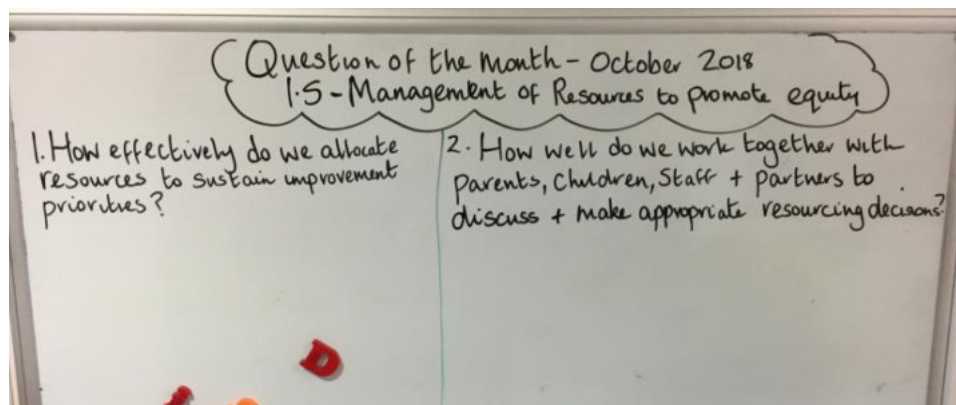 Question of the Month - October 2018
1.5 - Management of Resources to promote equity
1. How effectively do we allocate
resources to sustain improvement
priorities?
2. How well do we work together with
parents, children, staff + partners to
discuss + make appropriate resourcing decisons?
D